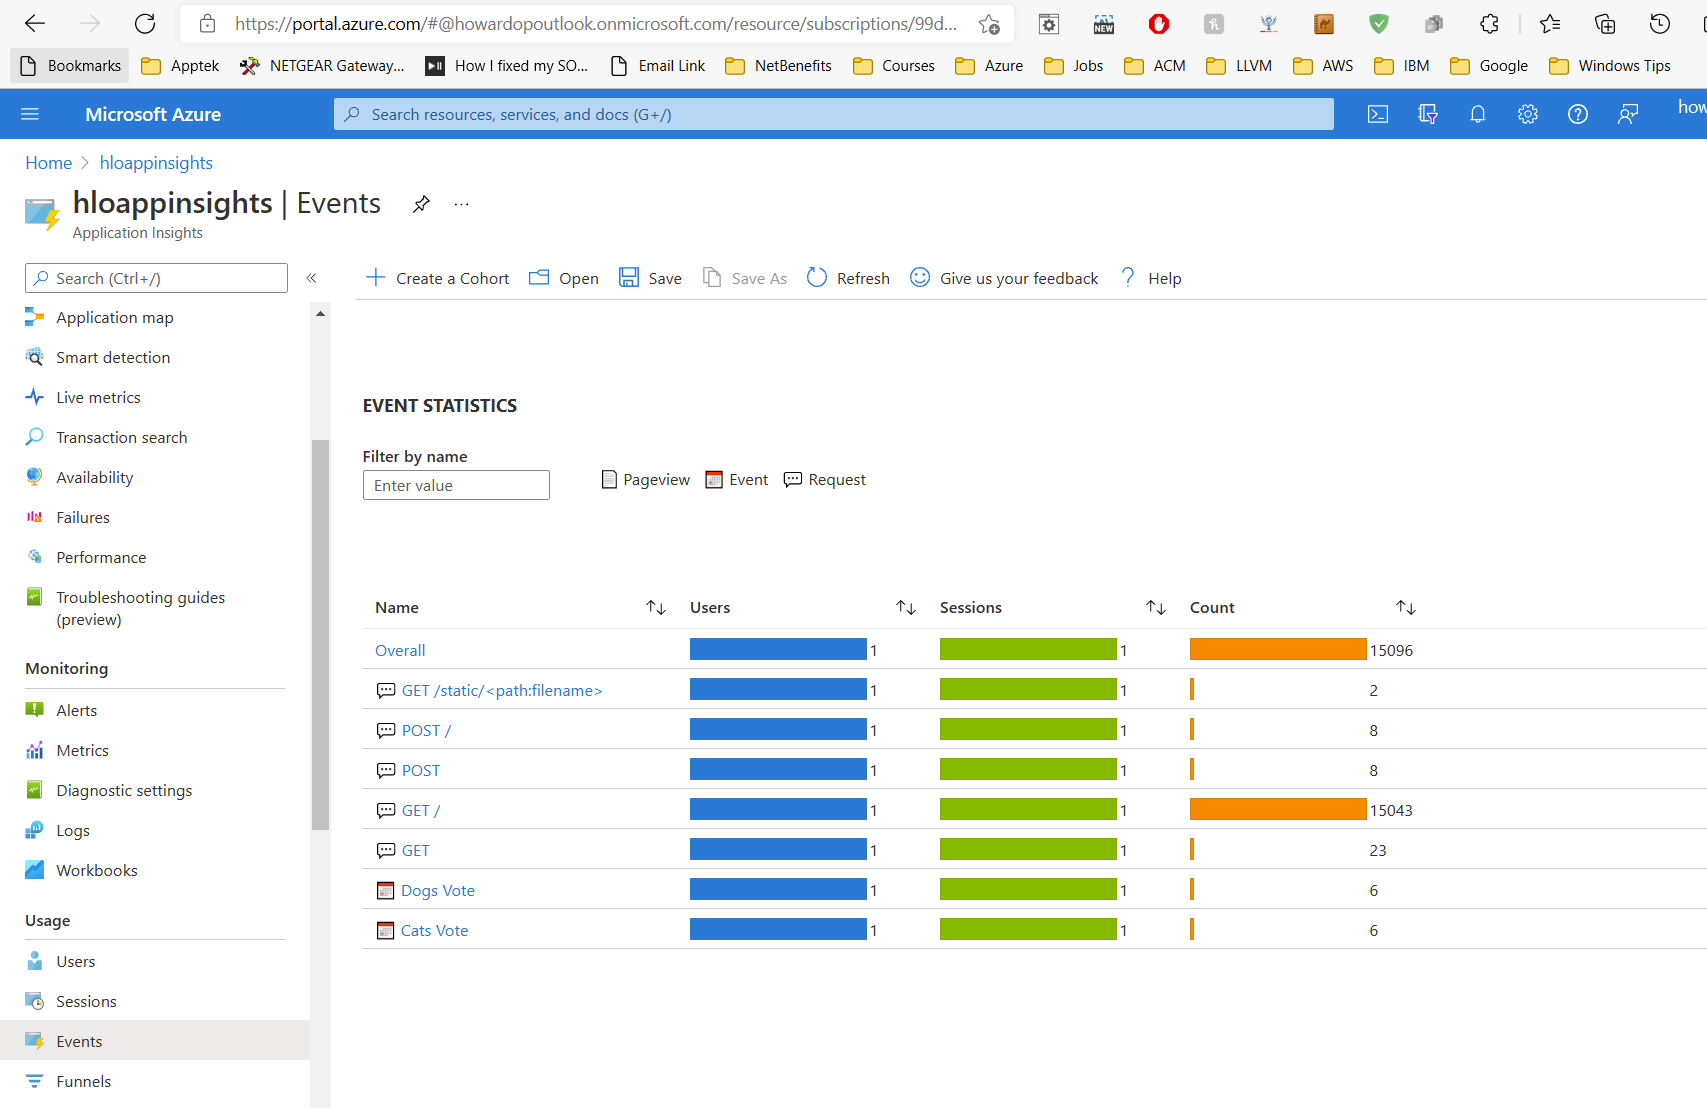 https://portal.azure.com/#@howardopoutlook.onmicrosoft.com/resource/subscriptions/99d...
NEW
h
Bookmarks Apptek NETGEAR Gateway... How I fixed my SO... Email Link NetBenefits Courses Azure Jobs ACM LLVM AWS IBM Google Windows Tips
Microsoft Azure
Search resources, services, and docs (G+/)
how
Home > hloappinsights
hloappinsights | Events
Application Insights
Search (Ctrl+/)
Create a Cohort Open Save Save As Refresh Give us your feedback Help
Application map
Smart detection
Live metrics
Transaction search
Availability
Failures
Performance
Troubleshooting guides
(preview)
Monitoring
Alerts
Metrics
Diagnostic settings
Logs
Workbooks
Usage
Users
Sessions
Events
Funnels
EVENT STATISTICS
Filter by name
Enter value
Pageview Event Request
Name Users Sessions Count
Overall 1 1 15096
GET /static/<path:filename> 1 1 2
POST / 1 1 8
POST 1 1 8
GET / 1 1 15043
GET 1 1 23
Dogs Vote 1 1 6
Cats Vote 1 1 6